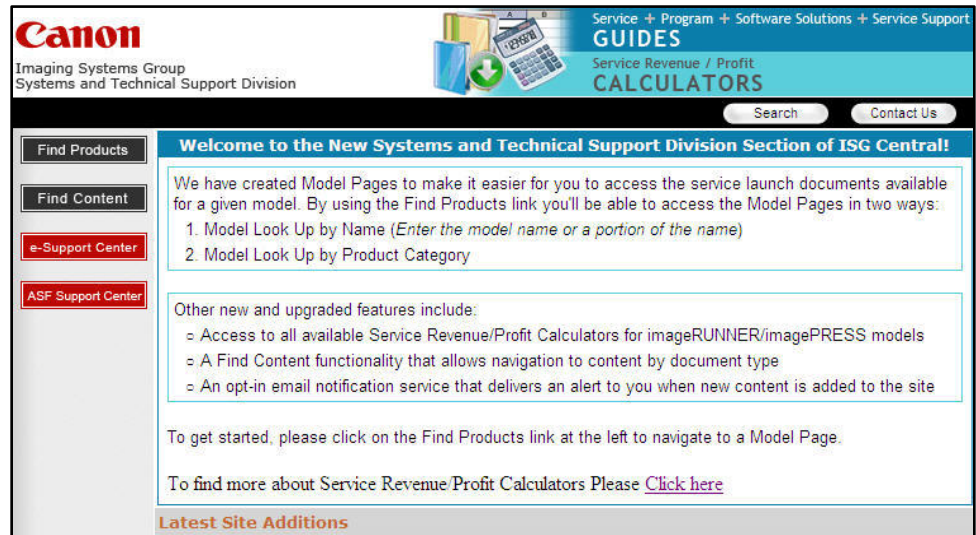 Canon
Imaging Systems Group
Systems and Technical Support Division
Service + Program + Software Solutions + Service Support
GUIDES
Service Revenue / Profit
CALCULATORS
Search
Contact Us
Find Products
Find Content
e-Support Center
ASF Support Center
Welcome to the New Systems and Technical Support Division Section of ISG Central!
We have created Model Pages to make it easier for you to access the service launch documents available
for a given model. By using the Find Products link you'll be able to access the Model Pages in two ways:
1. Model Look Up by Name (Enter the model name or a portion of the name)
2. Model Look Up by Product Category
Other new and upgraded features include:
▫ Access to all available Service Revenue/Profit Calculators for imageRUNNER/imagePRESS models
▫ A Find Content functionality that allows navigation to content by document type
▫ An opt-in email notification service that delivers an alert to you when new content is added to the site
To get started, please click on the Find Products link at the left to navigate to a Model Page.
To find more about Service Revenue/Profit Calculators Please Click here
Latest Site Additions